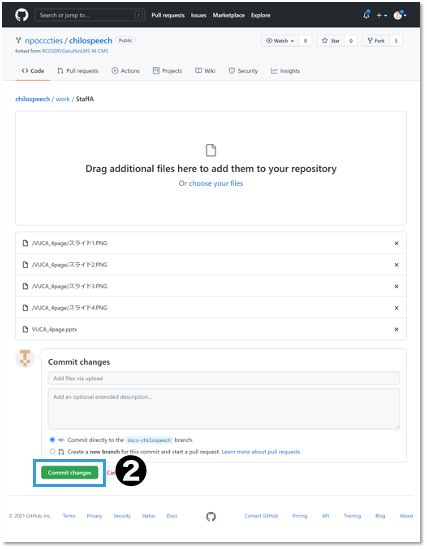 Search or jump to...
/
Pull requests Issues Marketplace Explore
npocccties / chilospeech Public
forked from RCOSDP/GakuNinLMS-M-CMS
Watch 0 Star 0 Fork 3
Code Pull requests Actions Projects Wiki Security Insights
chilospeech / work / StaffA
Drag additional files here to add them to your repository
Or choose your files
/VUCA_4page/スライド1.PNG
/VUCA_4page/スライド2.PNG
/VUCA_4page/スライド3.PNG
/VUCA_4page/スライド4.PNG
VUCA_4page.pptx
Commit changes
Add files via upload
Add an optional extended description...
Commit directly to the docs-chilospeech branch.
Create a new branch for this commit and start a pull request. Learn more about pull requests.
Commit changes
2
© 2021 GitHub, Inc. Terms Privacy Security Status Docs Contact GitHub Pricing API Training Blog About